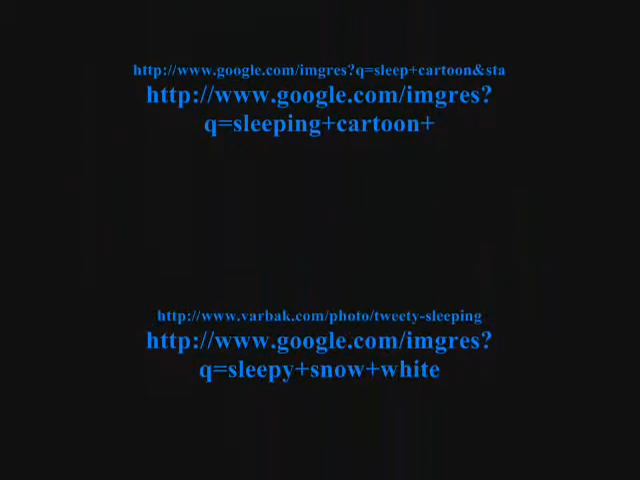 http://www.google.com/imgres?q=sleep+cartoon&sta
http://www.google.com/imgres?
q=sleeping+cartoon+
http://www.varbak.com/photo/tweety-sleeping
http://www.google.com/imgres?
q=sleepy+snow+white